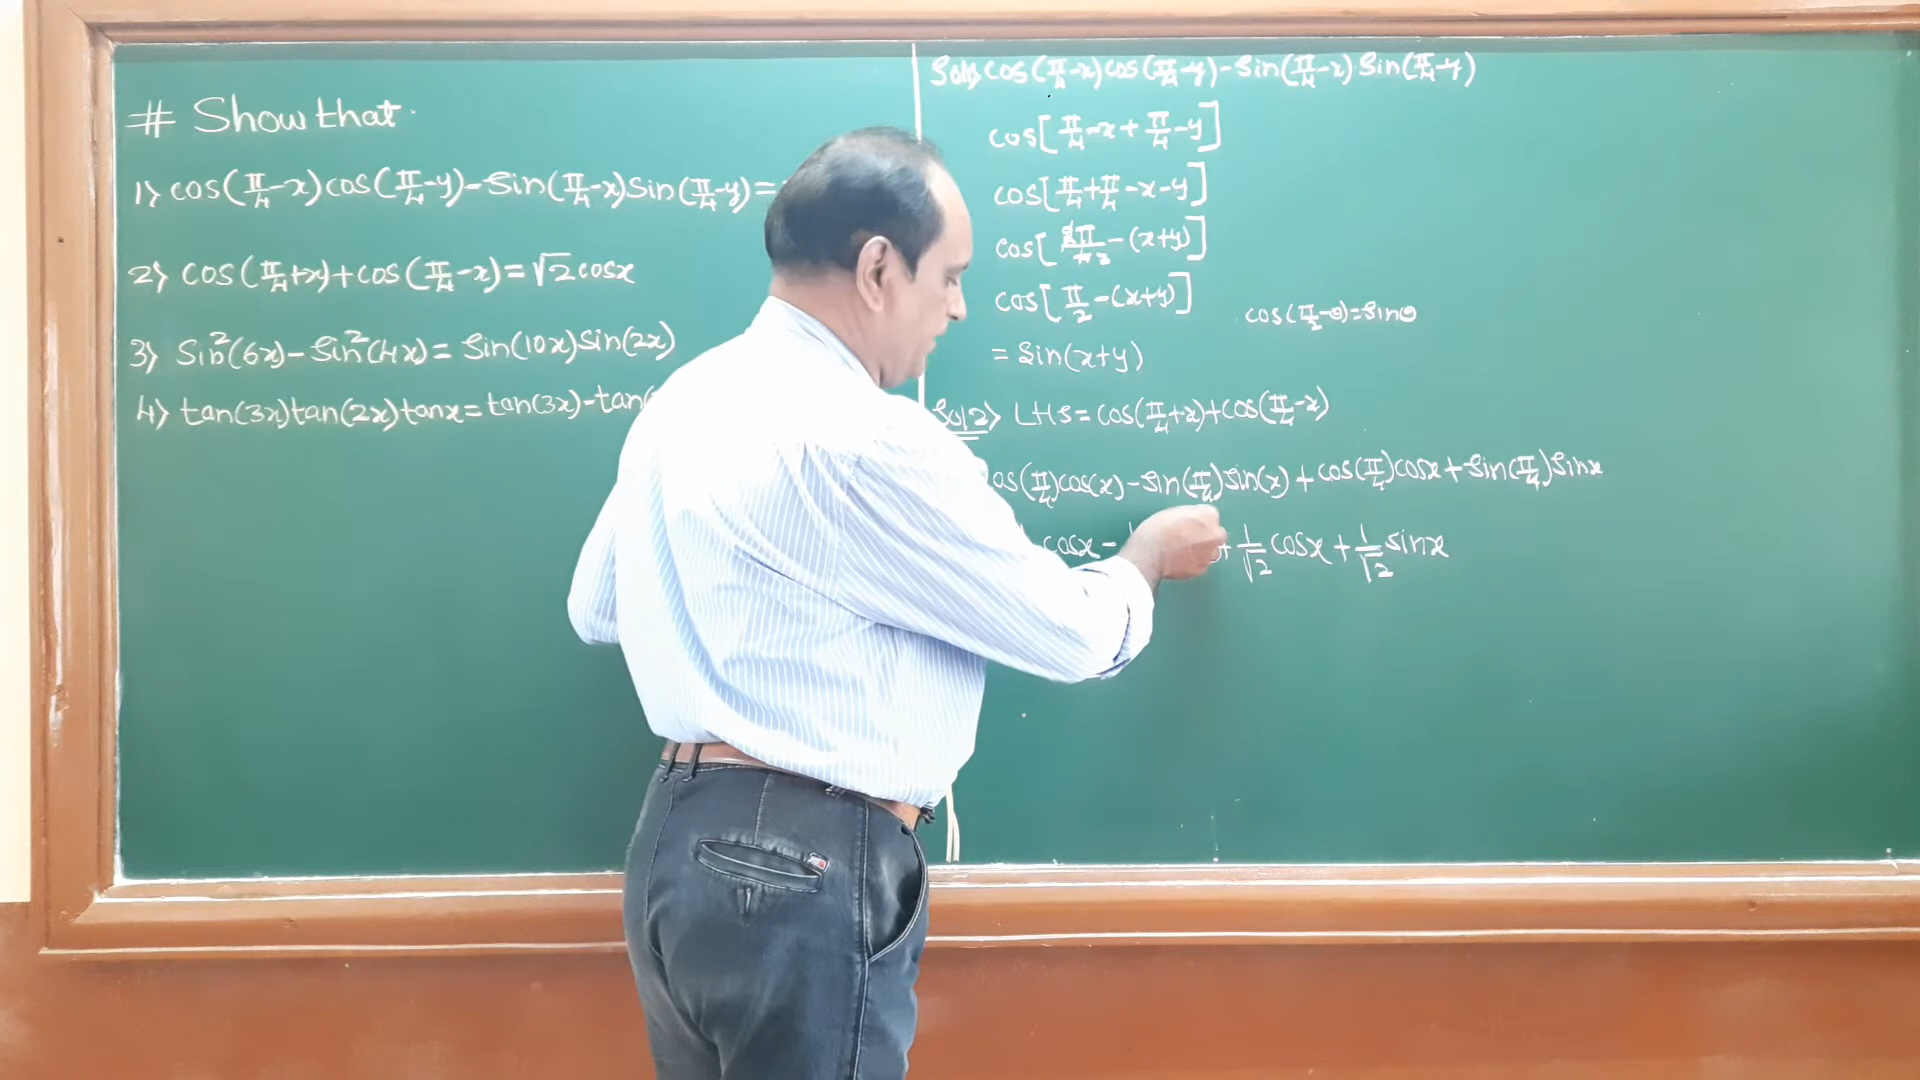 # Show that
1) cos(π/4-x)cos(π/4-y)-Sin(π/4-x)Sin(π/4-y)=
2) cos(π/4+x)+cos(π/4-x)=√2cosx
3) Sin²(6x)-Sin²(4x)= Sin(10x)Sin(2x)
4) tan(3x)tan(2x)tanx=tan(3x)-tan(
Sol1) cos(π/4-x)cos(π/4-y)-Sin(π/4-x)Sin(π/4-y)
cos[π/4-x+π/4-y]
cos[π/4+π/4-x-y]
cos[2π/4 2-(x+y)]
cos[π/2-(x+y)]
cos(π/2-θ)=Sinθ
= Sin(x+y)
Sol2) LHS=cos(π/4+x)+cos(π/4-x)
os(π/4)cos(x)-Sin(π/4)Sin(x)+cos(π/4)cosx+Sin(π/4)Sinx
cosx- +1/√2 cosx+1/√2 sinx